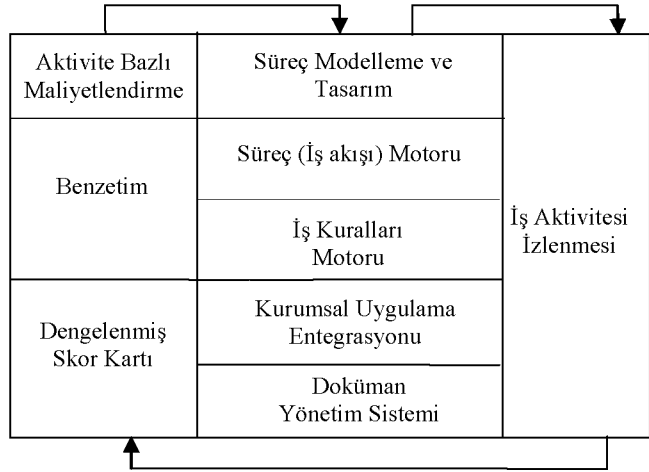 Aktivite Bazlı
Maliyetlendirme
Benzetim
Dengelenmiş
Skor Kartı
Süreç Modelleme ve
Tasarım
Süreç (İş akışı) Motoru
İş Kuralları
Motoru
Kurumsal Uygulama
Entegrasyonu
Doküman
Yönetim Sistemi
İş Aktivitesi
İzlenmesi